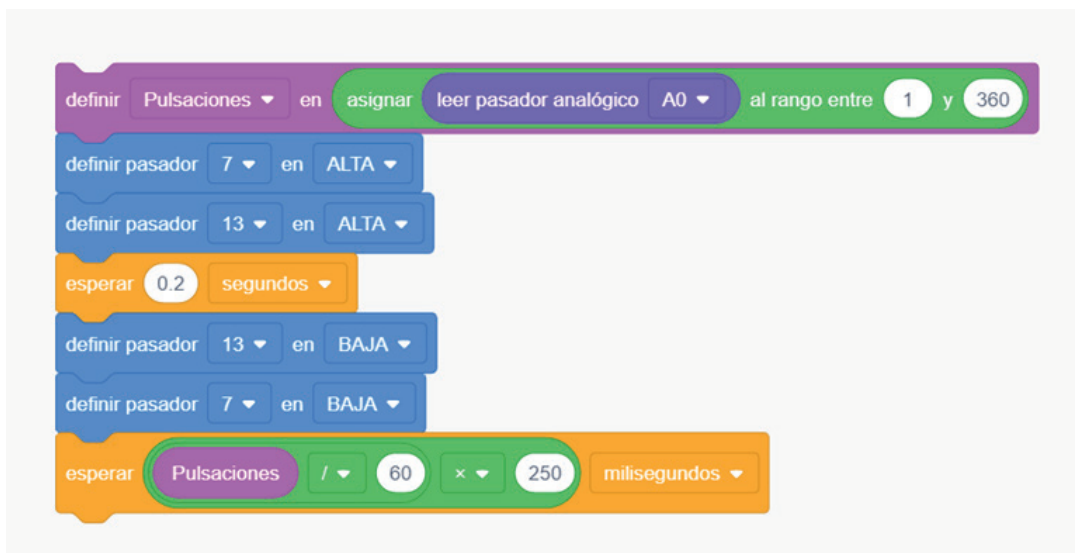 definir Pulsaciones en asignar leer pasador analógico A0 al rango entre 1 y 360
definir pasador 7 en ALTA
definir pasador 13 en ALTA
esperar 0.2 segundos
definir pasador 13 en BAJA
definir pasador 7 en BAJA
esperar Pulsaciones / 60 × 250 milisegundos